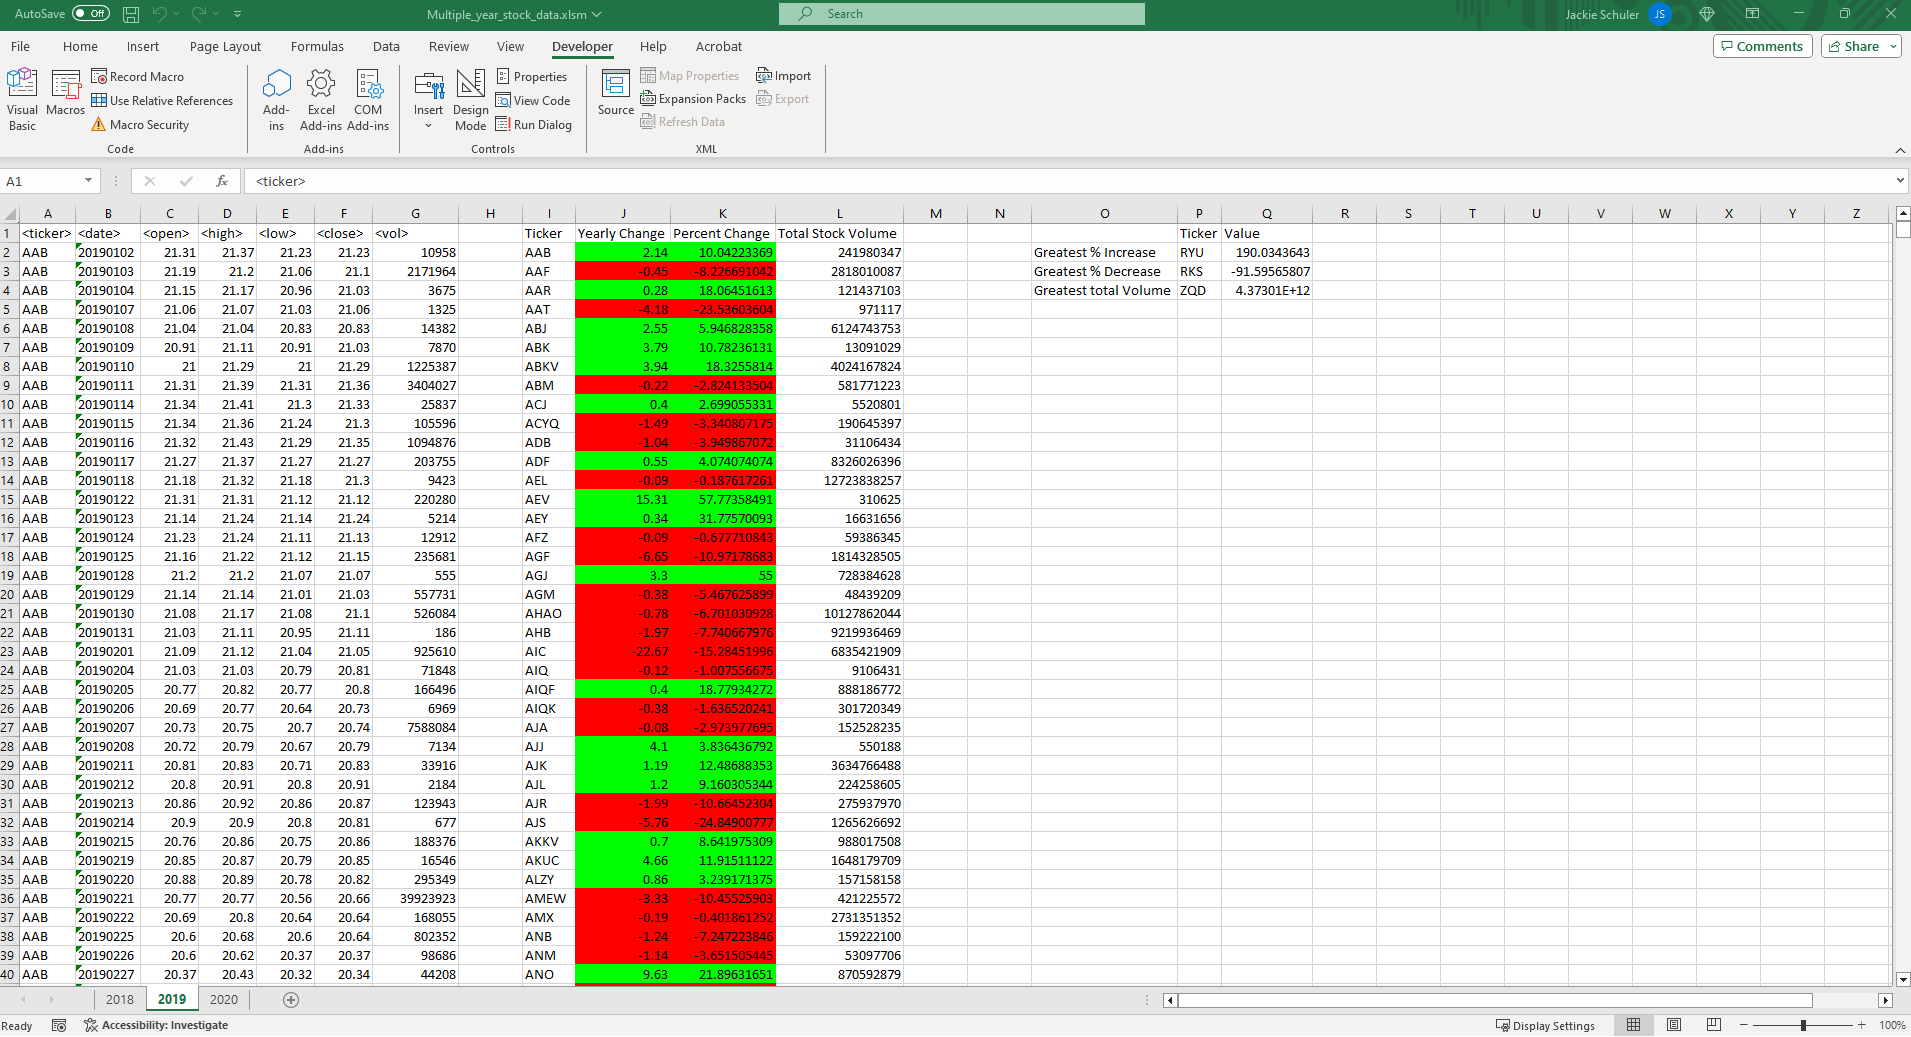 AutoSave Off Multiple_year_stock_data.xlsm Search Jackie Schuler JS
File Home Insert Page Layout Formulas Data Review View Developer Help Acrobat Comments Share
Visual Basic Macros Record Macro Use Relative References Macro Security Add-ins Excel Add-ins COM Add-ins Insert Design Mode Properties View Code Run Dialog Source Map Properties Expansion Packs Refresh Data Import Export
Code Add-ins Controls XML
A1 fx <ticker>
A B C D E F G H I J K L M N O P Q R S T U V W X Y Z
1 <ticker> <date> <open> <high> <low> <close> <vol> Ticker Yearly Change Percent Change Total Stock Volume Ticker Value
2 AAB 20190102 21.31 21.37 21.23 21.23 10958 AAB 2.14 10.04223369 241980347 Greatest % Increase RYU 190.0343643
3 AAB 20190103 21.19 21.2 21.06 21.1 2171964 AAF -0.45 -8.226691042 2818010087 Greatest % Decrease RKS -91.59565807
4 AAB 20190104 21.15 21.17 20.96 21.03 3675 AAR 0.28 18.06451613 121437103 Greatest total Volume ZQD 4.37301E+12
5 AAB 20190107 21.06 21.07 21.03 21.06 1325 AAT -4.18 -23.53603604 971117
6 AAB 20190108 21.04 21.04 20.83 20.83 14382 ABJ 2.55 5.946828358 6124743753
7 AAB 20190109 20.91 21.11 20.91 21.03 7870 ABK 3.79 10.78236131 13091029
8 AAB 20190110 21 21.29 21 21.29 1225387 ABKV 3.94 18.3255814 4024167824
9 AAB 20190111 21.31 21.39 21.31 21.36 3404027 ABM -0.22 -2.824133504 581771223
10 AAB 20190114 21.34 21.41 21.3 21.33 25837 ACJ 0.4 2.699055331 5520801
11 AAB 20190115 21.34 21.36 21.24 21.3 105596 ACYQ -1.49 -3.340807175 190645397
12 AAB 20190116 21.32 21.43 21.29 21.35 1094876 ADB -1.04 -3.949867072 31106434
13 AAB 20190117 21.27 21.37 21.27 21.27 203755 ADF 0.55 4.074074074 8326026396
14 AAB 20190118 21.18 21.32 21.18 21.3 9423 AEL -0.09 -0.187617261 12723838257
15 AAB 20190122 21.31 21.31 21.12 21.12 220280 AEV 15.31 57.77358491 310625
16 AAB 20190123 21.14 21.24 21.14 21.24 5214 AEY 0.34 31.77570093 16631656
17 AAB 20190124 21.23 21.24 21.11 21.13 12912 AFZ -0.09 -0.677710843 59386345
18 AAB 20190125 21.16 21.22 21.12 21.15 235681 AGF -6.65 -10.97178683 1814328505
19 AAB 20190128 21.2 21.2 21.07 21.07 555 AGJ 3.3 55 728384628
20 AAB 20190129 21.14 21.14 21.01 21.03 557731 AGM -0.38 -5.467625899 48439209
21 AAB 20190130 21.08 21.17 21.08 21.1 526084 AHAO -0.78 -6.701030928 10127862044
22 AAB 20190131 21.03 21.11 20.95 21.11 186 AHB -1.97 -7.740667976 9219936469
23 AAB 20190201 21.09 21.12 21.04 21.05 925610 AIC -22.67 -15.28451996 6835421909
24 AAB 20190204 21.03 21.03 20.79 20.81 71848 AIQ -0.12 -1.007556675 9106431
25 AAB 20190205 20.77 20.82 20.77 20.8 166496 AIQF 0.4 18.77934272 888186772
26 AAB 20190206 20.69 20.77 20.64 20.73 6969 AIQK -0.38 -1.636520241 301720349
27 AAB 20190207 20.73 20.75 20.7 20.74 7588084 AJA -0.08 -2.973977695 152528235
28 AAB 20190208 20.72 20.79 20.67 20.79 7134 AJJ 4.1 3.836436792 550188
29 AAB 20190211 20.81 20.83 20.71 20.83 33916 AJK 1.19 12.48688353 3634766488
30 AAB 20190212 20.8 20.91 20.8 20.91 2184 AJL 1.2 9.160305344 224258605
31 AAB 20190213 20.86 20.92 20.86 20.87 123943 AJR -1.99 -10.66452304 275937970
32 AAB 20190214 20.9 20.9 20.8 20.81 677 AJS -5.76 -24.84900777 1265626692
33 AAB 20190215 20.76 20.86 20.75 20.86 188376 AKKV 0.7 8.641975309 988017508
34 AAB 20190219 20.85 20.87 20.79 20.85 16546 AKUC 4.66 11.91511122 1648179709
35 AAB 20190220 20.88 20.89 20.78 20.82 295349 ALZY 0.86 3.239171375 157158158
36 AAB 20190221 20.77 20.77 20.56 20.66 39923923 AMEW -3.33 -10.45525903 421225572
37 AAB 20190222 20.69 20.8 20.64 20.64 168055 AMX -0.19 -0.401861252 2731351352
38 AAB 20190225 20.6 20.68 20.6 20.64 802352 ANB -1.24 -7.247223846 159222100
39 AAB 20190226 20.6 20.62 20.37 20.37 98686 ANM -1.14 -3.651505445 53097706
40 AAB 20190227 20.37 20.43 20.32 20.34 44208 ANO 9.63 21.89631651 870592879
2018 2019 2020
Ready Accessibility: Investigate Display Settings 100%